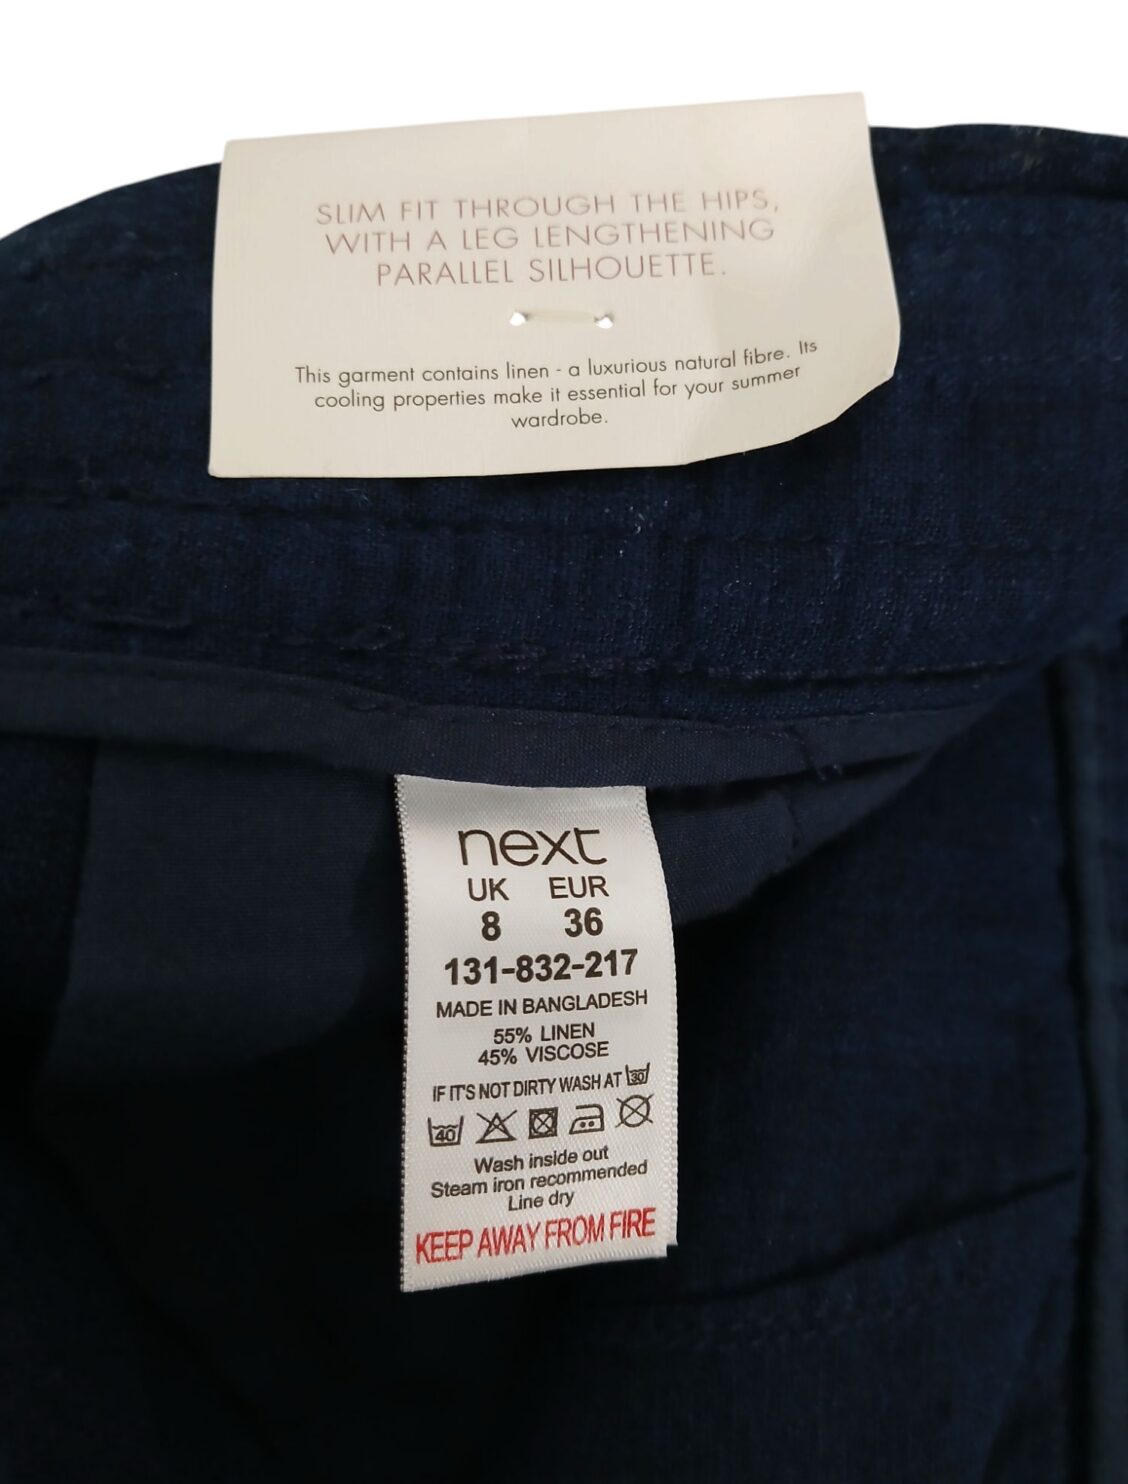 SLIM FIT THROUGH THE HIPS,
WITH A LEG LENGTHENING
PARALLEL SILHOUETTE.
This garment contains linen - a luxurious natural fibre. Its
cooling properties make it essential for your summer
wardrobe.
next
UK EUR
8 36
131-832-217
MADE IN BANGLADESH
55% LINEN
45% VISCOSE
IF IT'S NOT DIRTY WASH AT 30
40
Wash inside out
Steam iron recommended
Line dry
KEEP AWAY FROM FIRE